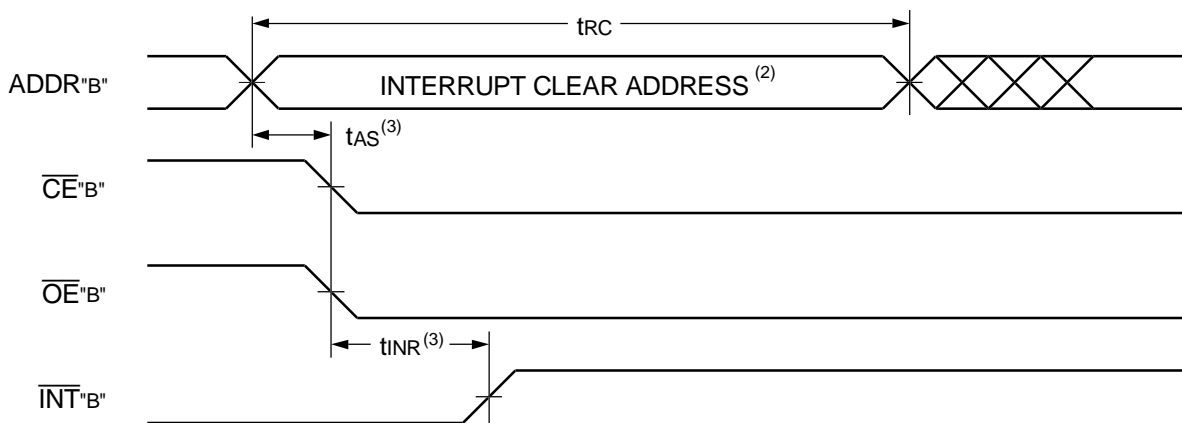 tRC
ADDR"B"
INTERRUPT CLEAR ADDRESS (2)
tAS(3)
CE"B"
OE"B"
tINR(3)
INT"B"